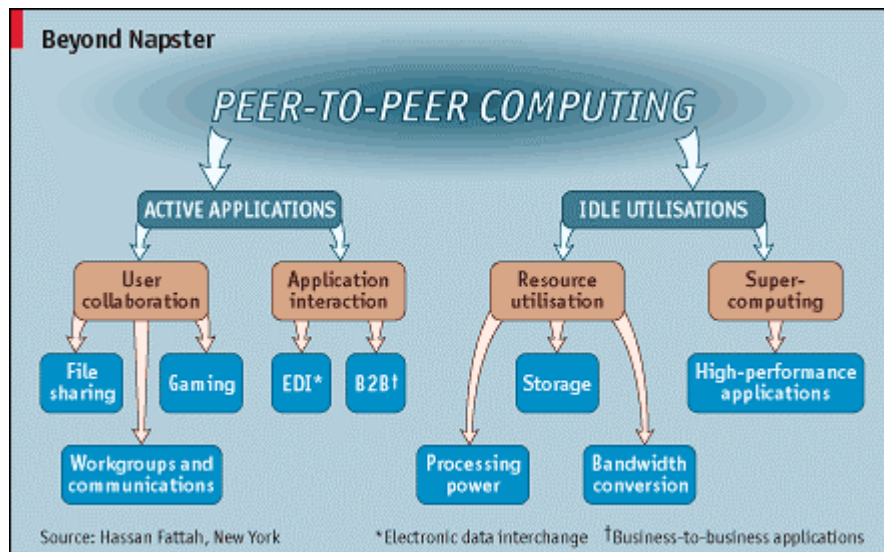 Beyond Napster
PEER-TO-PEER COMPUTING
ACTIVE APPLICATIONS
IDLE UTILISATIONS
User
collaboration
Application
interaction
Resource
utilisation
Super-
computing
File
sharing
Gaming
EDI*
B2B†
Storage
High-performance
applications
Workgroups and
communications
Processing
power
Bandwidth
conversion
Source: Hassan Fattah, New York
*Electronic data interchange
†Business-to-business applications